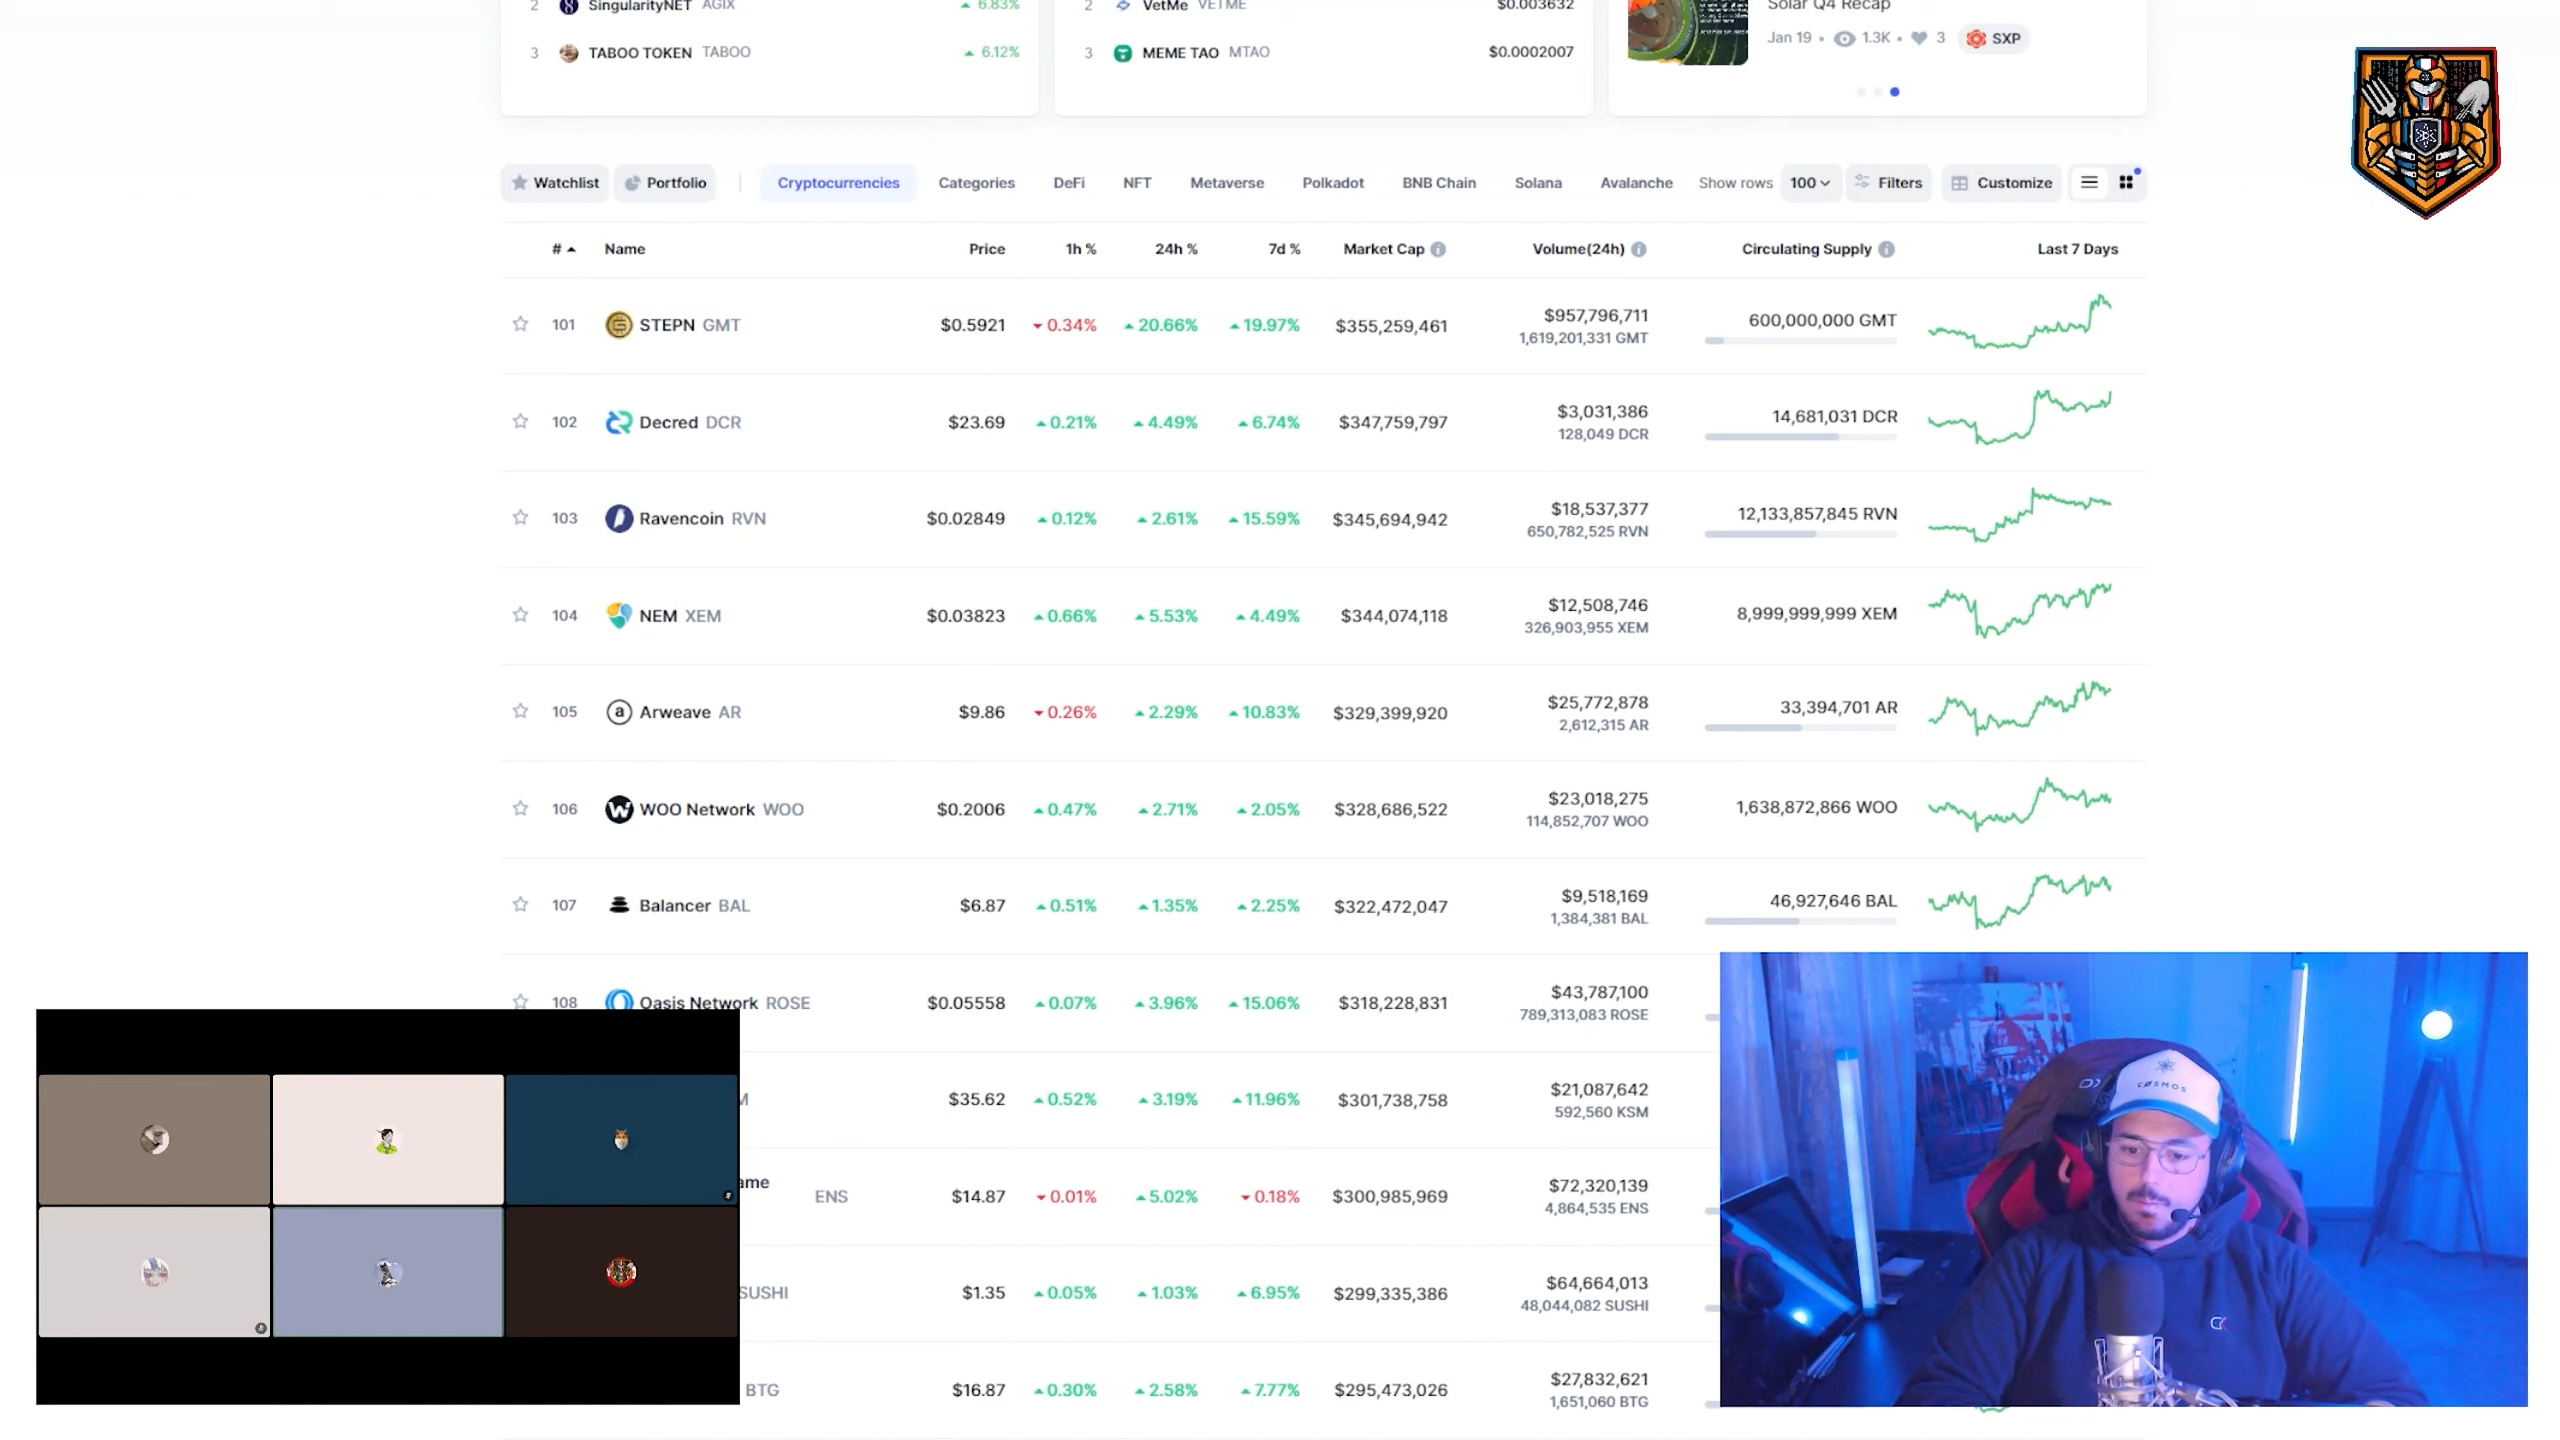 2 SingularityNET AGIX 6.83%
3 TABOO TOKEN TABOO 6.12%
2 VetMe VETME $0.003632
3 MEME TAO MTAO $0.0002007
Solar Q4 Recap
Jan 19 • 1.3K • 3 SXP
Watchlist Portfolio Cryptocurrencies Categories DeFi NFT Metaverse Polkadot BNB Chain Solana Avalanche Show rows 100 Filters Customize
# Name Price 1h % 24h % 7d % Market Cap Volume(24h) Circulating Supply Last 7 Days
101 STEPN GMT $0.5921 0.34% 20.66% 19.97% $355,259,461 $957,796,711 600,000,000 GMT
1,619,201,331 GMT
102 Decred DCR $23.69 0.21% 4.49% 6.74% $347,759,797 $3,031,386 14,681,031 DCR
128,049 DCR
103 Ravencoin RVN $0.02849 0.12% 2.61% 15.59% $345,694,942 $18,537,377 12,133,857,845 RVN
650,782,525 RVN
104 NEM XEM $0.03823 0.66% 5.53% 4.49% $344,074,118 $12,508,746 8,999,999,999 XEM
326,903,955 XEM
105 Arweave AR $9.86 0.26% 2.29% 10.83% $329,399,920 $25,772,878 33,394,701 AR
2,612,315 AR
106 WOO Network WOO $0.2006 0.47% 2.71% 2.05% $328,686,522 $23,018,275 1,638,872,866 WOO
114,852,707 WOO
107 Balancer BAL $6.87 0.51% 1.35% 2.25% $322,472,047 $9,518,169 46,927,646 BAL
1,384,381 BAL
108 Oasis Network ROSE $0.05558 0.07% 3.96% 15.06% $318,228,831 $43,787,100
789,313,083 ROSE
M $35.62 0.52% 3.19% 11.96% $301,738,758 $21,087,642
592,560 KSM
ame ENS $14.87 0.01% 5.02% 0.18% $300,985,969 $72,320,139
4,864,535 ENS
SUSHI $1.35 0.05% 1.03% 6.95% $299,335,386 $64,664,013
48,044,082 SUSHI
BTG $16.87 0.30% 2.58% 7.77% $295,473,026 $27,832,621
1,651,060 BTG
COSMOS